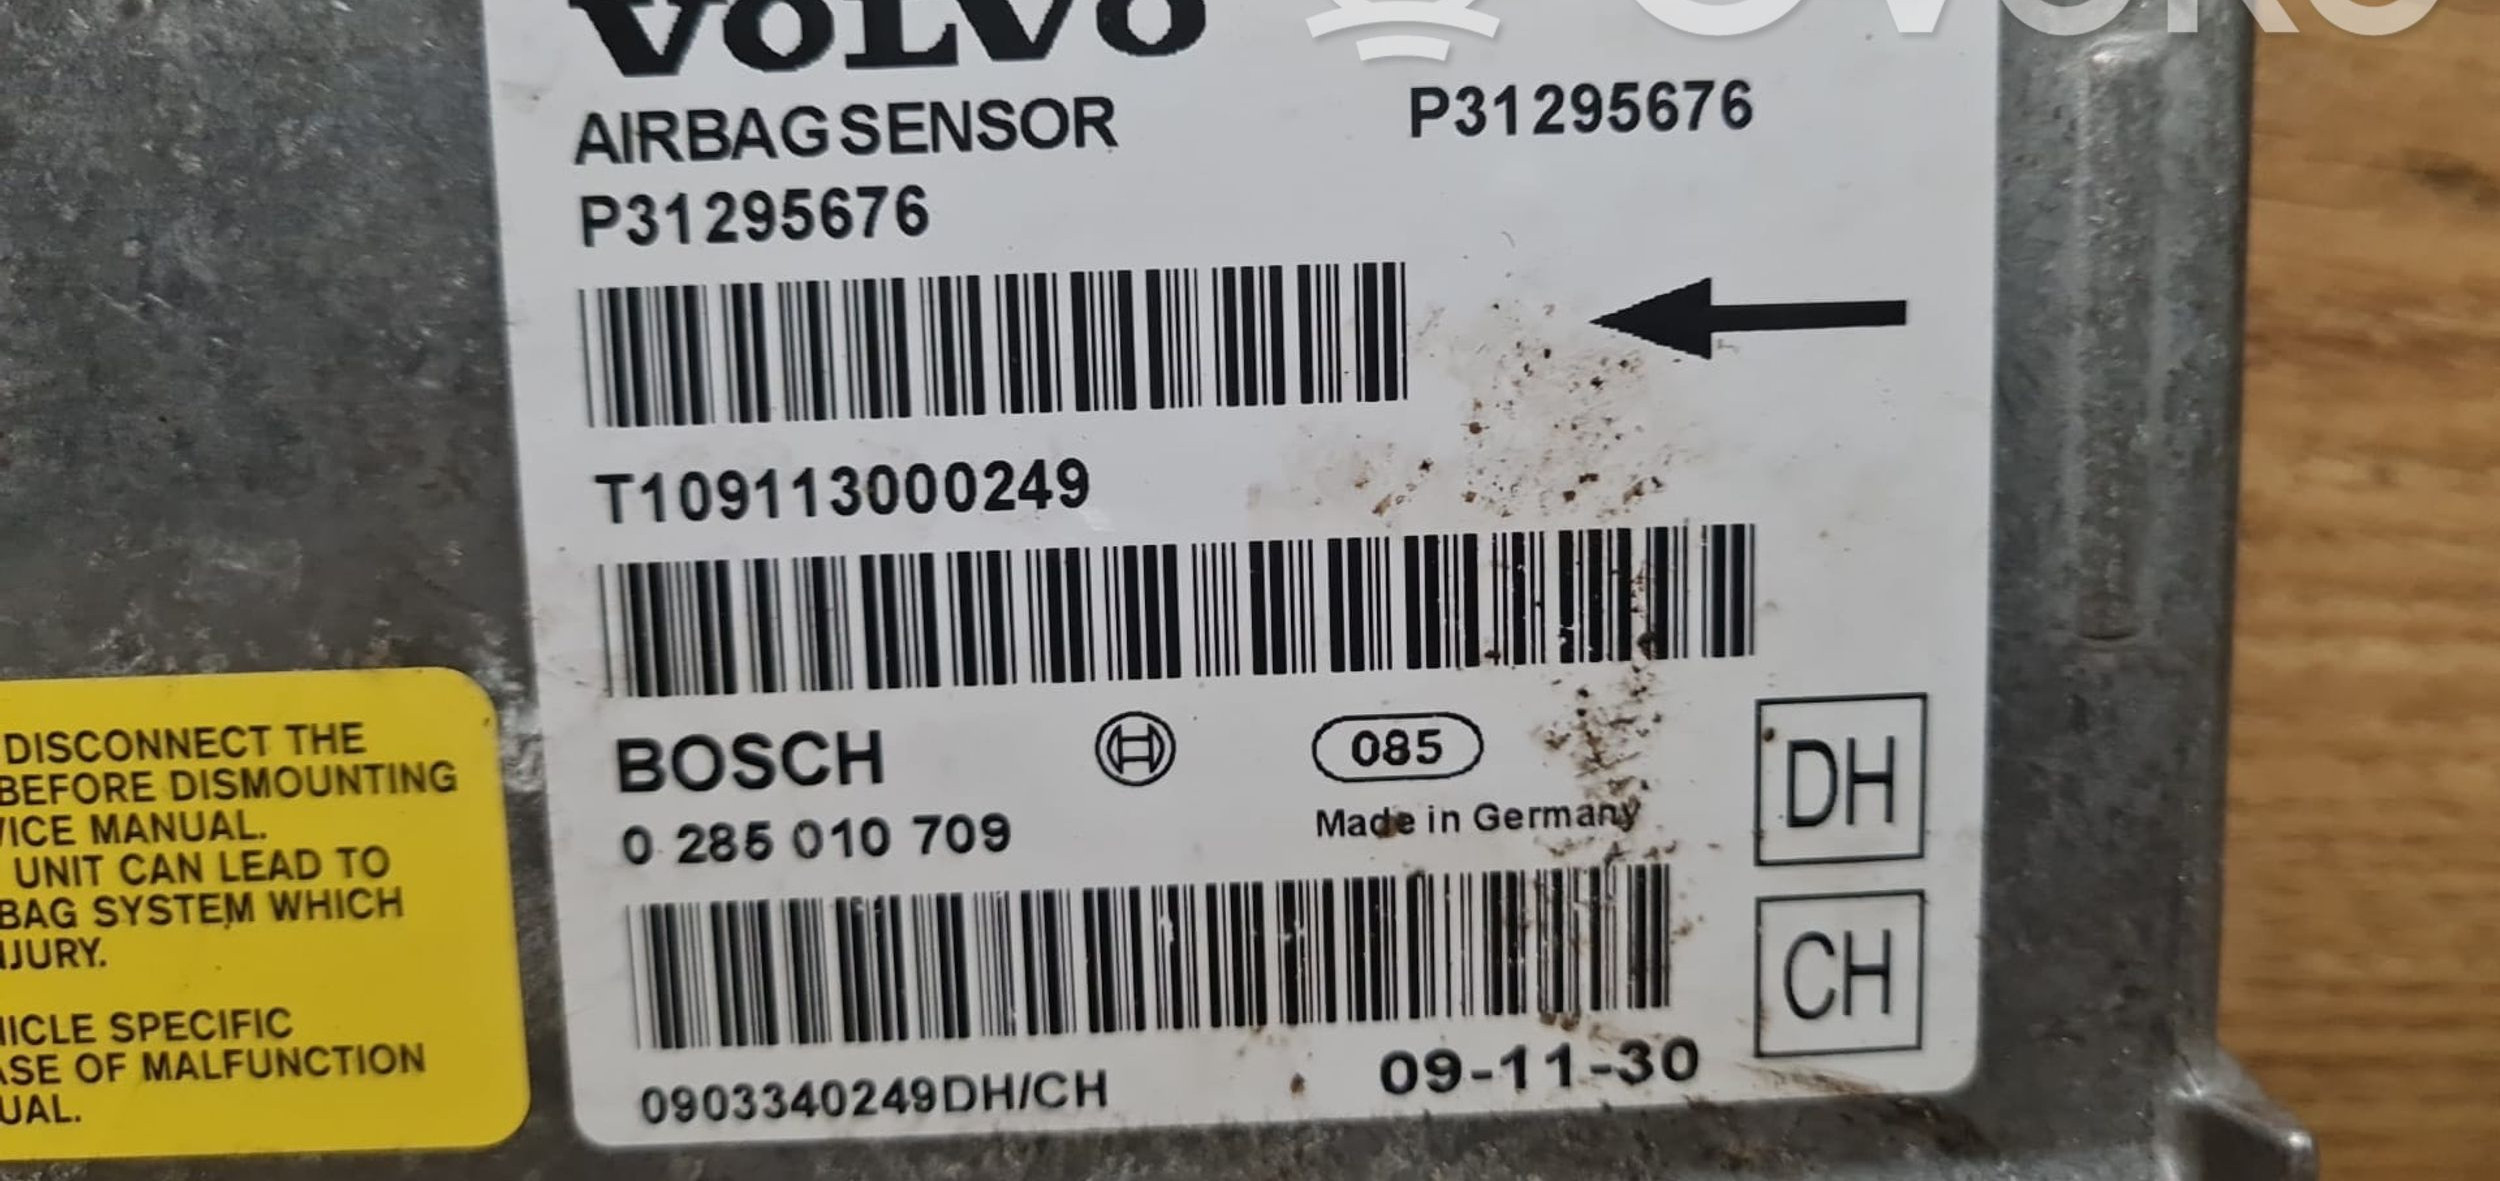 VOLVO
AIRBAG SENSOR
P31295676
P31295676
T109113000249
BOSCH
085
0 285 010 709
Made in Germany
DH
CH
0903340249DH/CH
09-11-30
DISCONNECT THE
BEFORE DISMOUNTING
VICE MANUAL.
UNIT CAN LEAD TO
BAG SYSTEM WHICH
NJURY.
HICLE SPECIFIC
ASE OF MALFUNCTION
UAL.